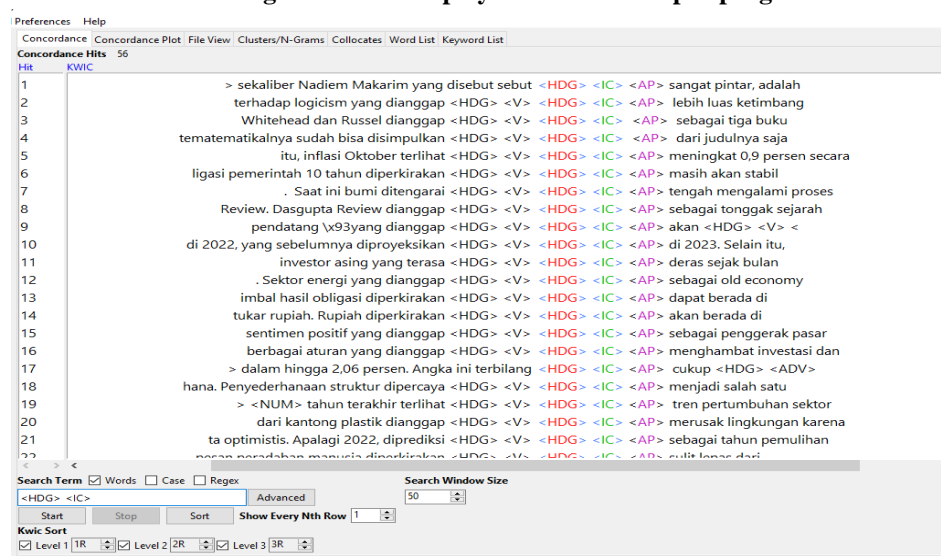 Preferences Help
Concordance Concordance Plot File View Clusters/N-Grams Collocates Word List Keyword List
Concordance Hits 56
Hit KWIC
1 > sekaliber Nadiem Makarim yang disebut sebut <HDG> <IC> <AP> sangat pintar, adalah
2 terhadap logicism yang dianggap <HDG> <V> <HDG> <IC> <AP> lebih luas ketimbang
3 Whitehead dan Russel dianggap <HDG> <V> <HDG> <IC> <AP> sebagai tiga buku
4 tematematikalnya sudah bisa disimpulkan <HDG> <V> <HDG> <IC> <AP> dari judulnya saja
5 itu, inflasi Oktober terlihat <HDG> <V> <HDG> <IC> <AP> meningkat 0,9 persen secara
6 ligasi pemerintah 10 tahun diperkirakan <HDG> <V> <HDG> <IC> <AP> masih akan stabil
7 . Saat ini bumi ditengarai <HDG> <V> <HDG> <IC> <AP> tengah mengalami proses
8 Review. Dasgupta Review dianggap <HDG> <V> <HDG> <IC> <AP> sebagai tonggak sejarah
9 pendatang \x93yang dianggap <HDG> <V> <HDG> <IC> <AP> akan <HDG> <V> <
10 di 2022, yang sebelumnya diproyeksikan <HDG> <V> <HDG> <IC> <AP> di 2023. Selain itu,
11 investor asing yang terasa <HDG> <V> <HDG> <IC> <AP> deras sejak bulan
12 . Sektor energi yang dianggap <HDG> <V> <HDG> <IC> <AP> sebagai old economy
13 imbal hasil obligasi diperkirakan <HDG> <V> <HDG> <IC> <AP> dapat berada di
14 tukar rupiah. Rupiah diperkirakan <HDG> <V> <HDG> <IC> <AP> akan berada di
15 sentimen positif yang dianggap <HDG> <V> <HDG> <IC> <AP> sebagai penggerak pasar
16 berbagai aturan yang dianggap <HDG> <V> <HDG> <IC> <AP> menghambat investasi dan
17 > dalam hingga 2,06 persen. Angka ini terbilang <HDG> <IC> <AP> cukup <HDG> <ADV>
18 hana. Penyederhanaan struktur dipercaya <HDG> <V> <HDG> <IC> <AP> menjadi salah satu
19 > <NUM> tahun terakhir terlihat <HDG> <V> <HDG> <IC> <AP> tren pertumbuhan sektor
20 dari kantong plastik dianggap <HDG> <V> <HDG> <IC> <AP> merusak lingkungan karena
21 ta optimistis. Apalagi 2022, diprediksi <HDG> <V> <HDG> <IC> <AP> sebagai tahun pemulihan
22 pesan peradaban manusia diperkirakan <HDG> <V> <HDG> <IC> <AP> sulit lepas dari
Search Term Words Case Regex Search Window Size
<HDG> <IC> Advanced 50
Start Stop Sort Show Every Nth Row 1
Kwic Sort
Level 1 1R Level 2 2R Level 3 3R